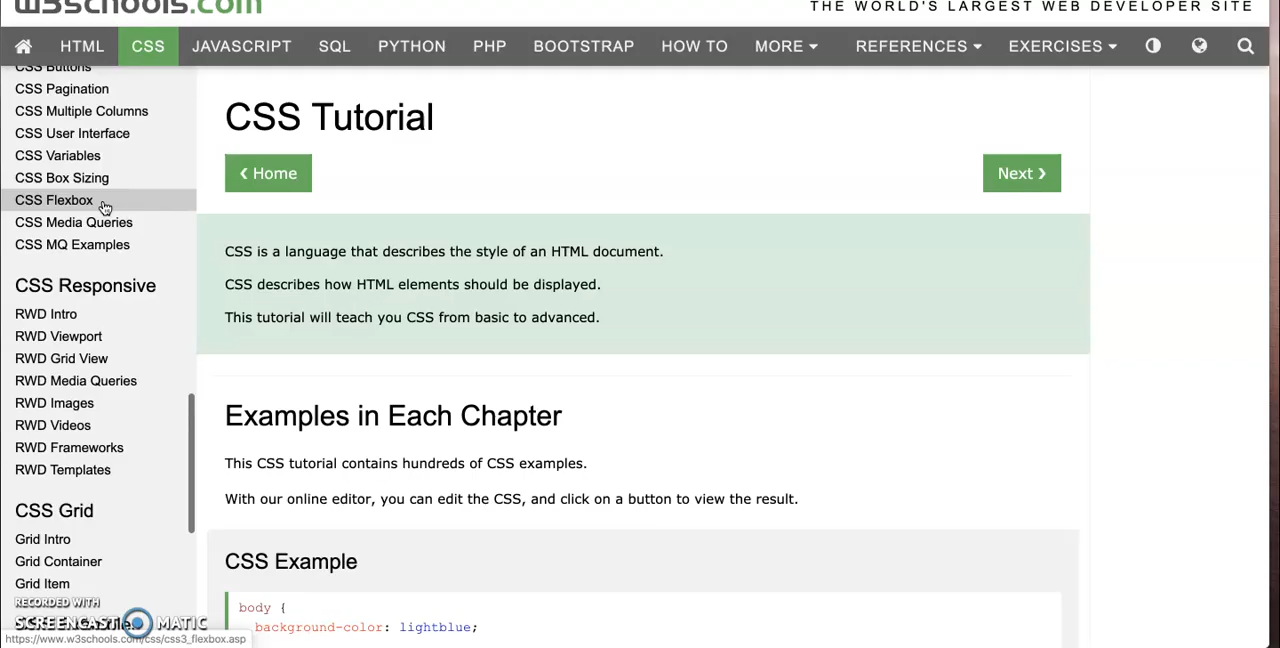 w3schools.com
THE WORLD'S LARGEST WEB DEVELOPER SITE
HTML CSS JAVASCRIPT SQL PYTHON PHP BOOTSTRAP HOW TO MORE REFERENCES EXERCISES
CSS Buttons
CSS Pagination
CSS Multiple Columns
CSS User Interface
CSS Variables
CSS Box Sizing
CSS Flexbox
CSS Media Queries
CSS MQ Examples
CSS Responsive
RWD Intro
RWD Viewport
RWD Grid View
RWD Media Queries
RWD Images
RWD Videos
RWD Frameworks
RWD Templates
CSS Grid
Grid Intro
Grid Container
Grid Item
RECORDED WITH
SCREENCAST MATIC
https://www.w3schools.com/css/css3_flexbox.asp
CSS Tutorial
❮ Home
Next ❯
CSS is a language that describes the style of an HTML document.
CSS describes how HTML elements should be displayed.
This tutorial will teach you CSS from basic to advanced.
Examples in Each Chapter
This CSS tutorial contains hundreds of CSS examples.
With our online editor, you can edit the CSS, and click on a button to view the result.
CSS Example
body {
background-color: lightblue;